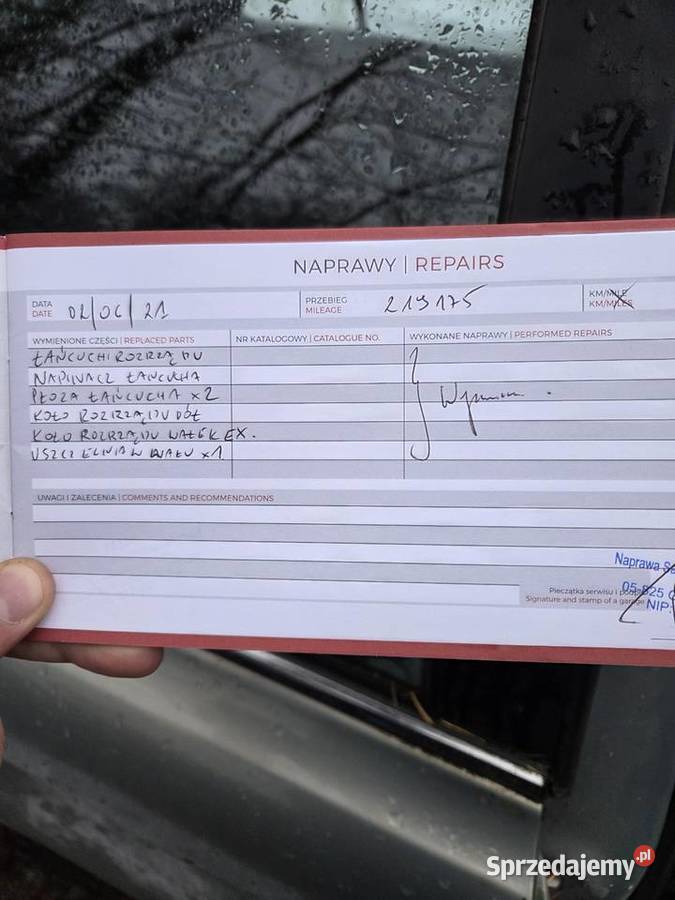 NAPRAWY | REPAIRS
DATA
DATE
02/06/21
PRZEBIEG
MILEAGE
219175
KM/MILE
KM/MILES
WYMIENIONE CZĘŚCI | REPLACED PARTS
NR KATALOGOWY | CATALOGUE NO.
WYKONANE NAPRAWY | PERFORMED REPAIRS
ŁAŃCUCH ROZRZĄDU
NAPINACZ ŁAŃCUCHA
PŁOZA ŁAŃCUCHA x2
KOŁO ROZRZĄDU DÓŁ
KOŁO ROZRZĄDU WAŁEK EX.
USZCZELNIACZ WAŁU x1
UWAGI I ZALECENIA | COMMENTS AND RECOMMENDATIONS
Naprawa
Pieczątka serwisu i
05-825
Signature and stamp of a
NIP:
Sprzedajemy.pl